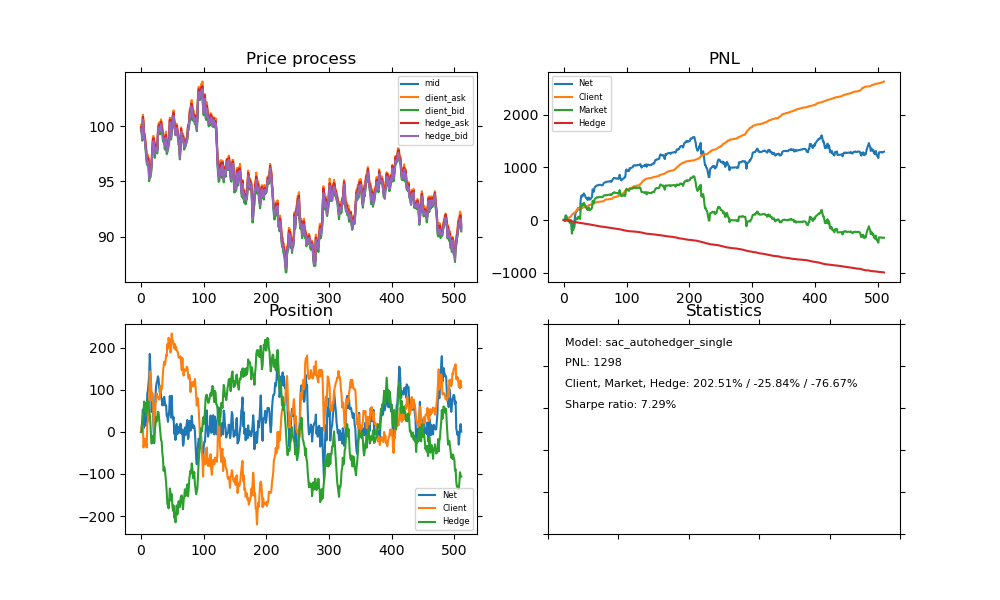 Price process
mid
client_ask
client_bid
hedge_ask
hedge_bid
100
95
90
0 100 200 300 400 500
PNL
Net
Client
Market
Hedge
2000
1000
0
−1000
0 100 200 300 400 500
Position
200
100
0
−100
−200
Net
Client
Hedge
0 100 200 300 400 500
Statistics
Model: sac_autohedger_single
PNL: 1298
Client, Market, Hedge: 202.51% / -25.84% / -76.67%
Sharpe ratio: 7.29%